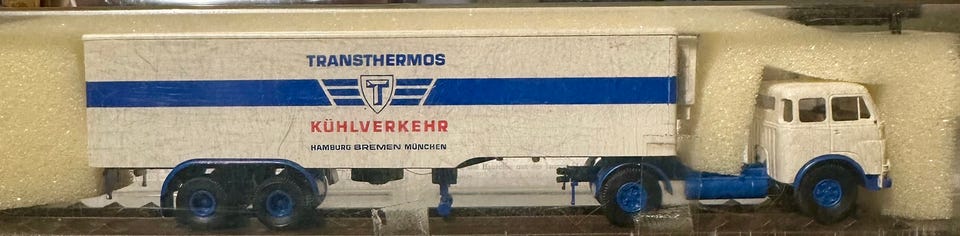 TRANSTHERMOS
T
KÜHLVERKEHR
HAMBURG BREMEN MÜNCHEN